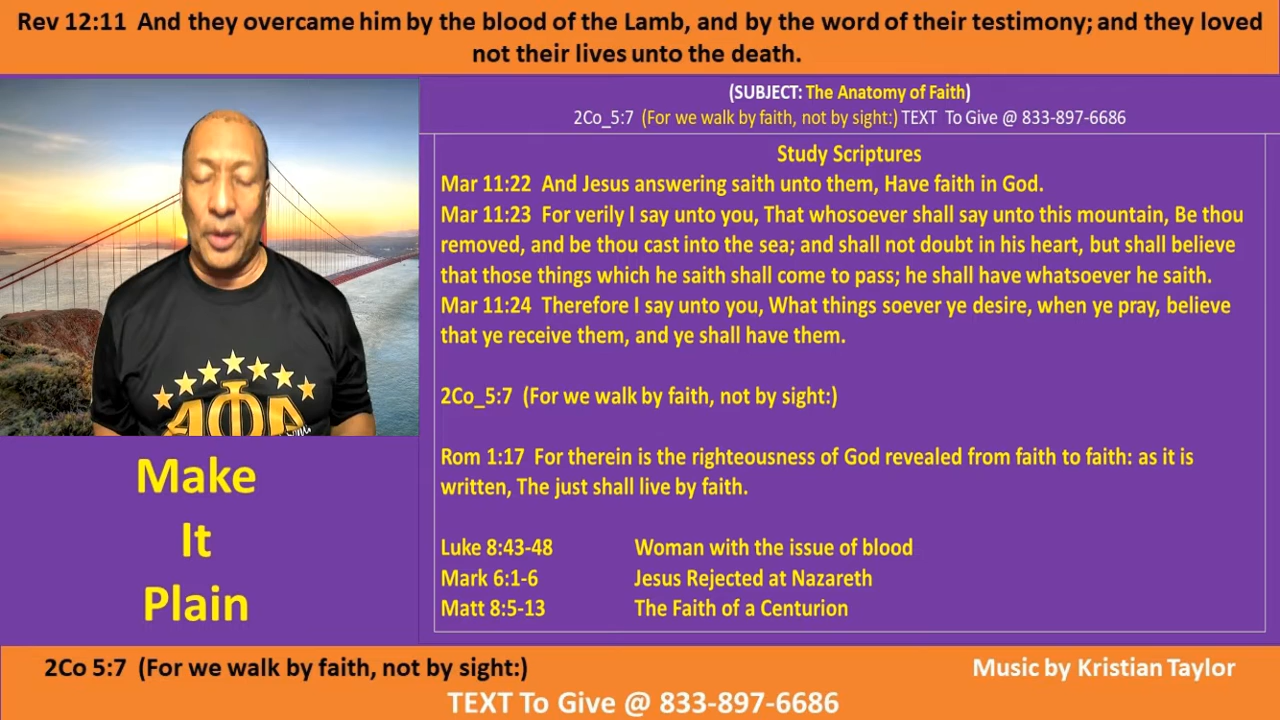 Rev 12:11 And they overcame him by the blood of the Lamb, and by the word of their testimony; and they loved
not their lives unto the death.
(SUBJECT: The Anatomy of Faith)
2Co_5:7 (For we walk by faith, not by sight:) TEXT To Give @ 833-897-6686
Study Scriptures
Mar 11:22 And Jesus answering saith unto them, Have faith in God.
Mar 11:23 For verily I say unto you, That whosoever shall say unto this mountain, Be thou
removed, and be thou cast into the sea; and shall not doubt in his heart, but shall believe
that those things which he saith shall come to pass; he shall have whatsoever he saith.
Mar 11:24 Therefore I say unto you, What things soever ye desire, when ye pray, believe
that ye receive them, and ye shall have them.
2Co_5:7 (For we walk by faith, not by sight:)
Rom 1:17 For therein is the righteousness of God revealed from faith to faith: as it is
written, The just shall live by faith.
Luke 8:43-48 Woman with the issue of blood
Mark 6:1-6 Jesus Rejected at Nazareth
Matt 8:5-13 The Faith of a Centurion
ΑΦΑ
Make
It
Plain
2Co 5:7 (For we walk by faith, not by sight:)
Music by Kristian Taylor
TEXT To Give @ 833-897-6686